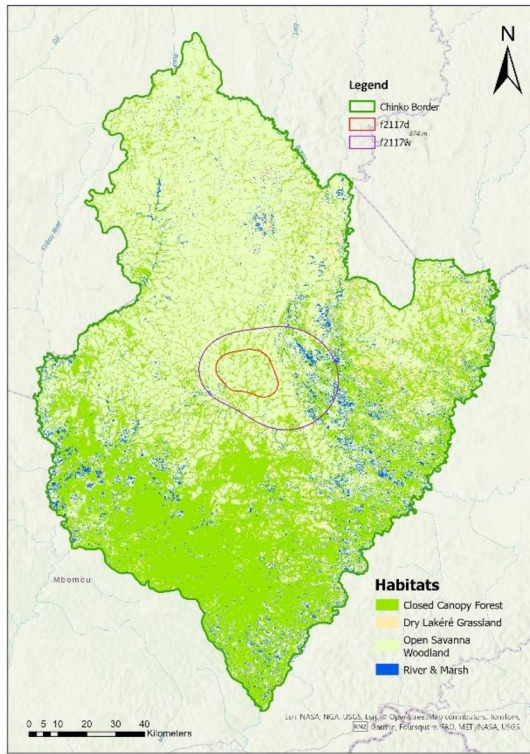 N
Legend
Chinko Border
f2117d
874 m
f2117w
Mbomou
Habitats
Closed Canopy Forest
Dry Lakéré Grassland
Open Savanna
Woodland
River & Marsh
Esri, NASA, NGA, USGS, Esri, © OpenStreetMap contributors, TomTom,
RN2 Garmin, Foursquare, FAO, METI/NASA, USGS
0 5 10 20 30 40
Kilometers